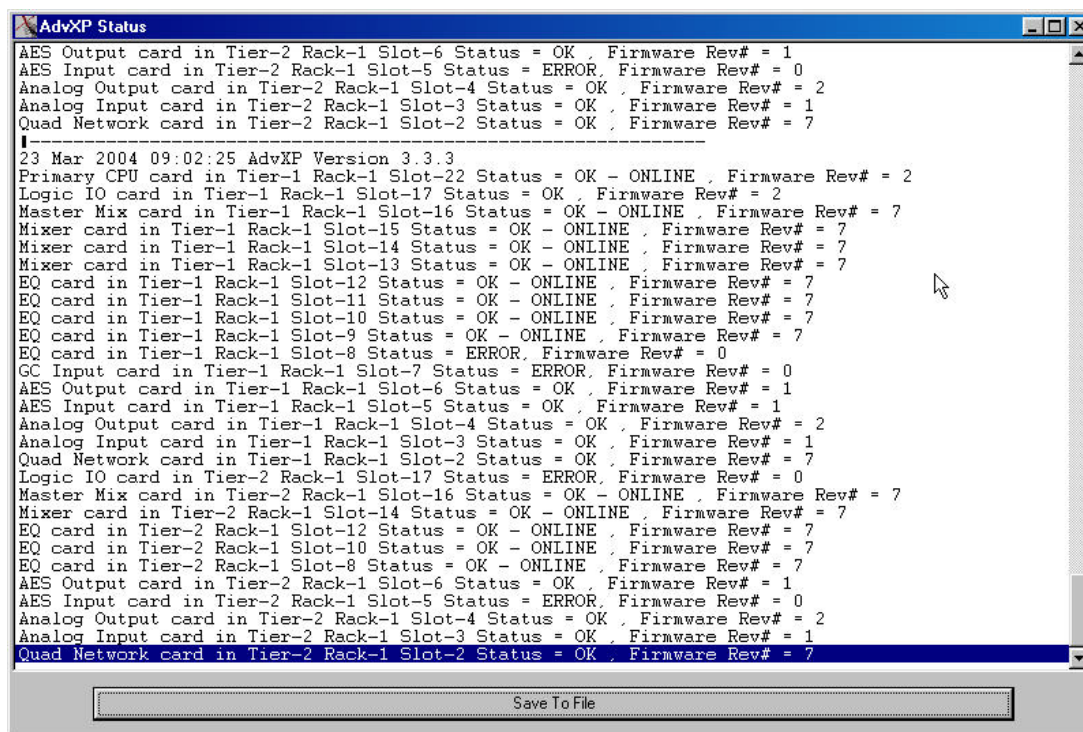 AdvXP Status
AES Output card in Tier-2 Rack-1 Slot-6 Status = OK , Firmware Rev# = 1
AES Input card in Tier-2 Rack-1 Slot-5 Status = ERROR, Firmware Rev# = 0
Analog Output card in Tier-2 Rack-1 Slot-4 Status = OK , Firmware Rev# = 2
Analog Input card in Tier-2 Rack-1 Slot-3 Status = OK , Firmware Rev# = 1
Quad Network card in Tier-2 Rack-1 Slot-2 Status = OK , Firmware Rev# = 7
23 Mar 2004 09:02:25 AdvXP Version 3.3.3
Primary CPU card in Tier-1 Rack-1 Slot-22 Status = OK - ONLINE , Firmware Rev# = 2
Logic IO card in Tier-1 Rack-1 Slot-17 Status = OK , Firmware Rev# = 2
Master Mix card in Tier-1 Rack-1 Slot-16 Status = OK - ONLINE , Firmware Rev# = 7
Mixer card in Tier-1 Rack-1 Slot-15 Status = OK - ONLINE , Firmware Rev# = 7
Mixer card in Tier-1 Rack-1 Slot-14 Status = OK - ONLINE , Firmware Rev# = 7
Mixer card in Tier-1 Rack-1 Slot-13 Status = OK - ONLINE , Firmware Rev# = 7
EQ card in Tier-1 Rack-1 Slot-12 Status = OK - ONLINE , Firmware Rev# = 7
EQ card in Tier-1 Rack-1 Slot-11 Status = OK - ONLINE , Firmware Rev# = 7
EQ card in Tier-1 Rack-1 Slot-10 Status = OK - ONLINE , Firmware Rev# = 7
EQ card in Tier-1 Rack-1 Slot-9 Status = OK - ONLINE , Firmware Rev# = 7
EQ card in Tier-1 Rack-1 Slot-8 Status = ERROR, Firmware Rev# = 0
GC Input card in Tier-1 Rack-1 Slot-7 Status = ERROR, Firmware Rev# = 0
AES Output card in Tier-1 Rack-1 Slot-6 Status = OK , Firmware Rev# = 1
AES Input card in Tier-1 Rack-1 Slot-5 Status = OK , Firmware Rev# = 1
Analog Output card in Tier-1 Rack-1 Slot-4 Status = OK , Firmware Rev# = 2
Analog Input card in Tier-1 Rack-1 Slot-3 Status = OK , Firmware Rev# = 1
Quad Network card in Tier-1 Rack-1 Slot-2 Status = OK , Firmware Rev# = 7
Logic IO card in Tier-2 Rack-1 Slot-17 Status = ERROR, Firmware Rev# = 0
Master Mix card in Tier-2 Rack-1 Slot-16 Status = OK - ONLINE , Firmware Rev# = 7
Mixer card in Tier-2 Rack-1 Slot-14 Status = OK - ONLINE , Firmware Rev# = 7
EQ card in Tier-2 Rack-1 Slot-12 Status = OK - ONLINE , Firmware Rev# = 7
EQ card in Tier-2 Rack-1 Slot-10 Status = OK - ONLINE , Firmware Rev# = 7
EQ card in Tier-2 Rack-1 Slot-8 Status = OK - ONLINE , Firmware Rev# = 7
AES Output card in Tier-2 Rack-1 Slot-6 Status = OK , Firmware Rev# = 1
AES Input card in Tier-2 Rack-1 Slot-5 Status = ERROR, Firmware Rev# = 0
Analog Output card in Tier-2 Rack-1 Slot-4 Status = OK , Firmware Rev# = 2
Analog Input card in Tier-2 Rack-1 Slot-3 Status = OK , Firmware Rev# = 1
Quad Network card in Tier-2 Rack-1 Slot-2 Status = OK , Firmware Rev# = 7
Save To File